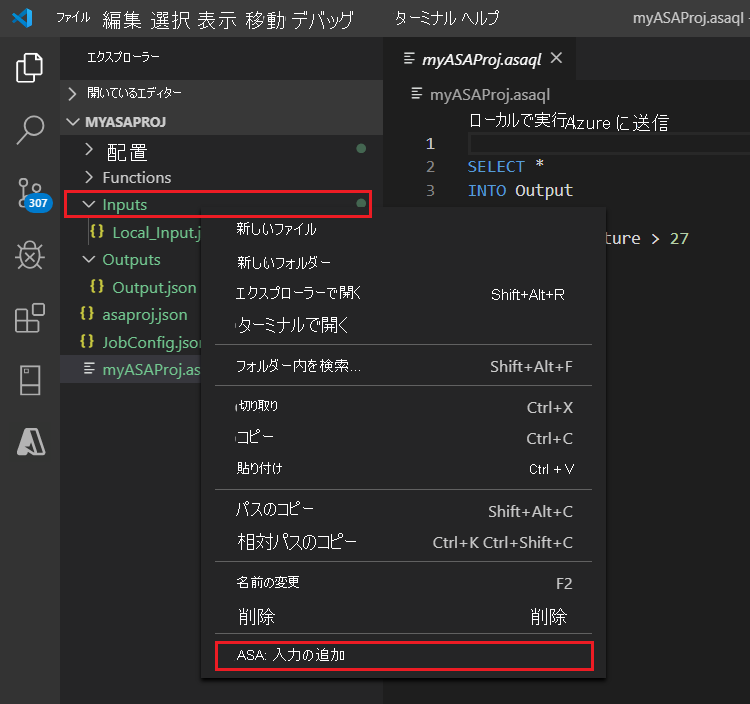 ファイル 編集 選択 表示 移動 デバッグ ターミナル ヘルプ myASAProj.asaql
エクスプローラー
開いているエディター
MYASAPROJ
配置
Functions
Inputs
Local_Input.j
Outputs
Output.json
asaproj.json
JobConfig.json
myASAProj.as
307
myASAProj.asaql
myASAProj.asaql
ローカルで実行 Azure に送信
1
2 SELECT *
3 INTO Output
ture > 27
新しいファイル
新しいフォルダー
エクスプローラーで開く Shift+Alt+R
ターミナルで開く
フォルダー内を検索... Shift+Alt+F
切り取り Ctrl+X
コピー Ctrl+C
貼り付け Ctrl + V
パスのコピー Shift+Alt+C
相対パスのコピー Ctrl+K Ctrl+Shift+C
名前の変更 F2
削除 削除
ASA: 入力の追加